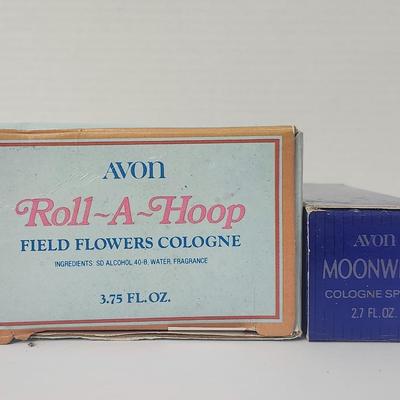 AVON
Roll~A~Hoop
FIELD FLOWERS COLOGNE
INGREDIENTS: SD ALCOHOL 40-B, WATER, FRAGRANCE
3.75 FL. OZ.
AVON
COLOGNE
2.7 FL. OZ.